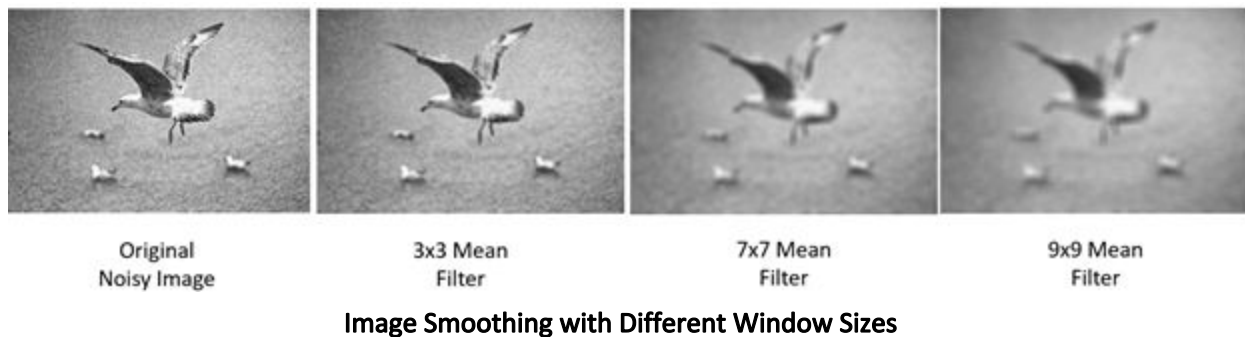 Original
Noisy Image
3x3 Mean
Filter
7x7 Mean
Filter
9x9 Mean
Filter
Image Smoothing with Different Window Sizes